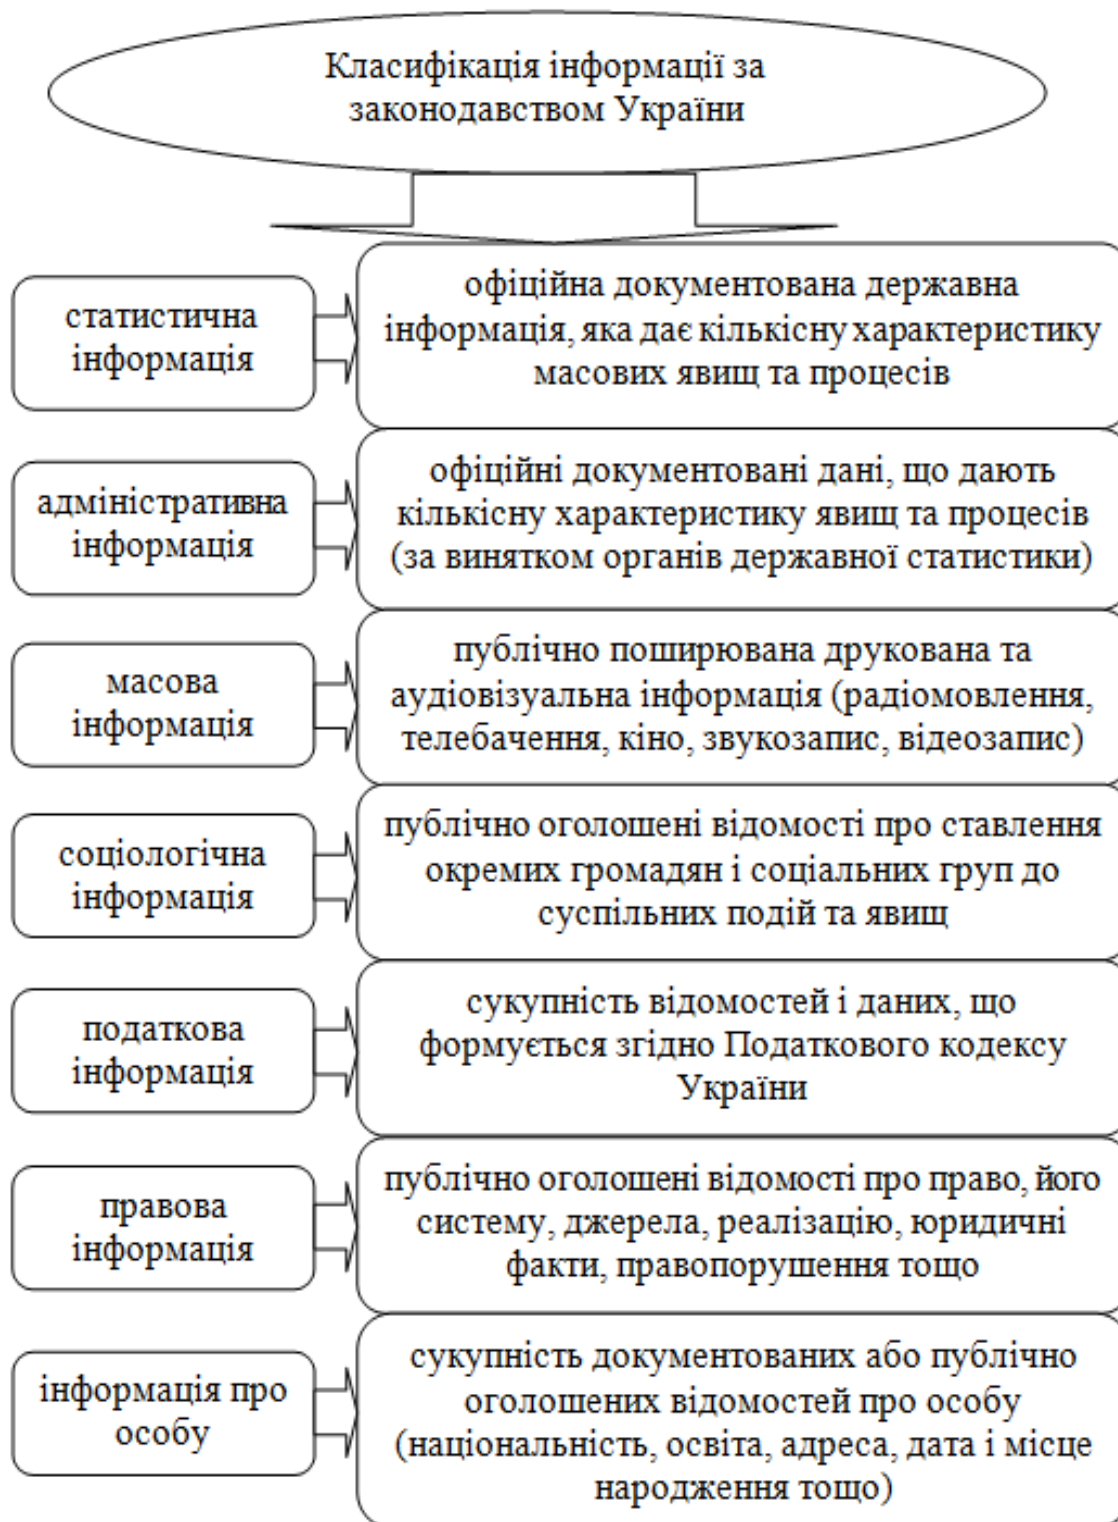 Класифікація інформації за
законодавством України
статистична
інформація
офіційна документована державна
інформація, яка дає кількісну характеристику
масових явищ та процесів
адміністративна
інформація
офіційні документовані дані, що дають
кількісну характеристику явищ та процесів
(за винятком органів державної статистики)
масова
інформація
публічно поширювана друкована та
аудіовізуальна інформація (радіомовлення,
телебачення, кіно, звукозапис, відеозапис)
соціологічна
інформація
публічно оголошені відомості про ставлення
окремих громадян і соціальних груп до
суспільних подій та явищ
податкова
інформація
сукупність відомостей і даних, що
формується згідно Податкового кодексу
України
правова
інформація
публічно оголошені відомості про право, його
систему, джерела, реалізацію, юридичні
факти, правопорушення тощо
інформація про
особу
сукупність документованих або публічно
оголошених відомостей про особу
(національність, освіта, адреса, дата і місце
народження тощо)